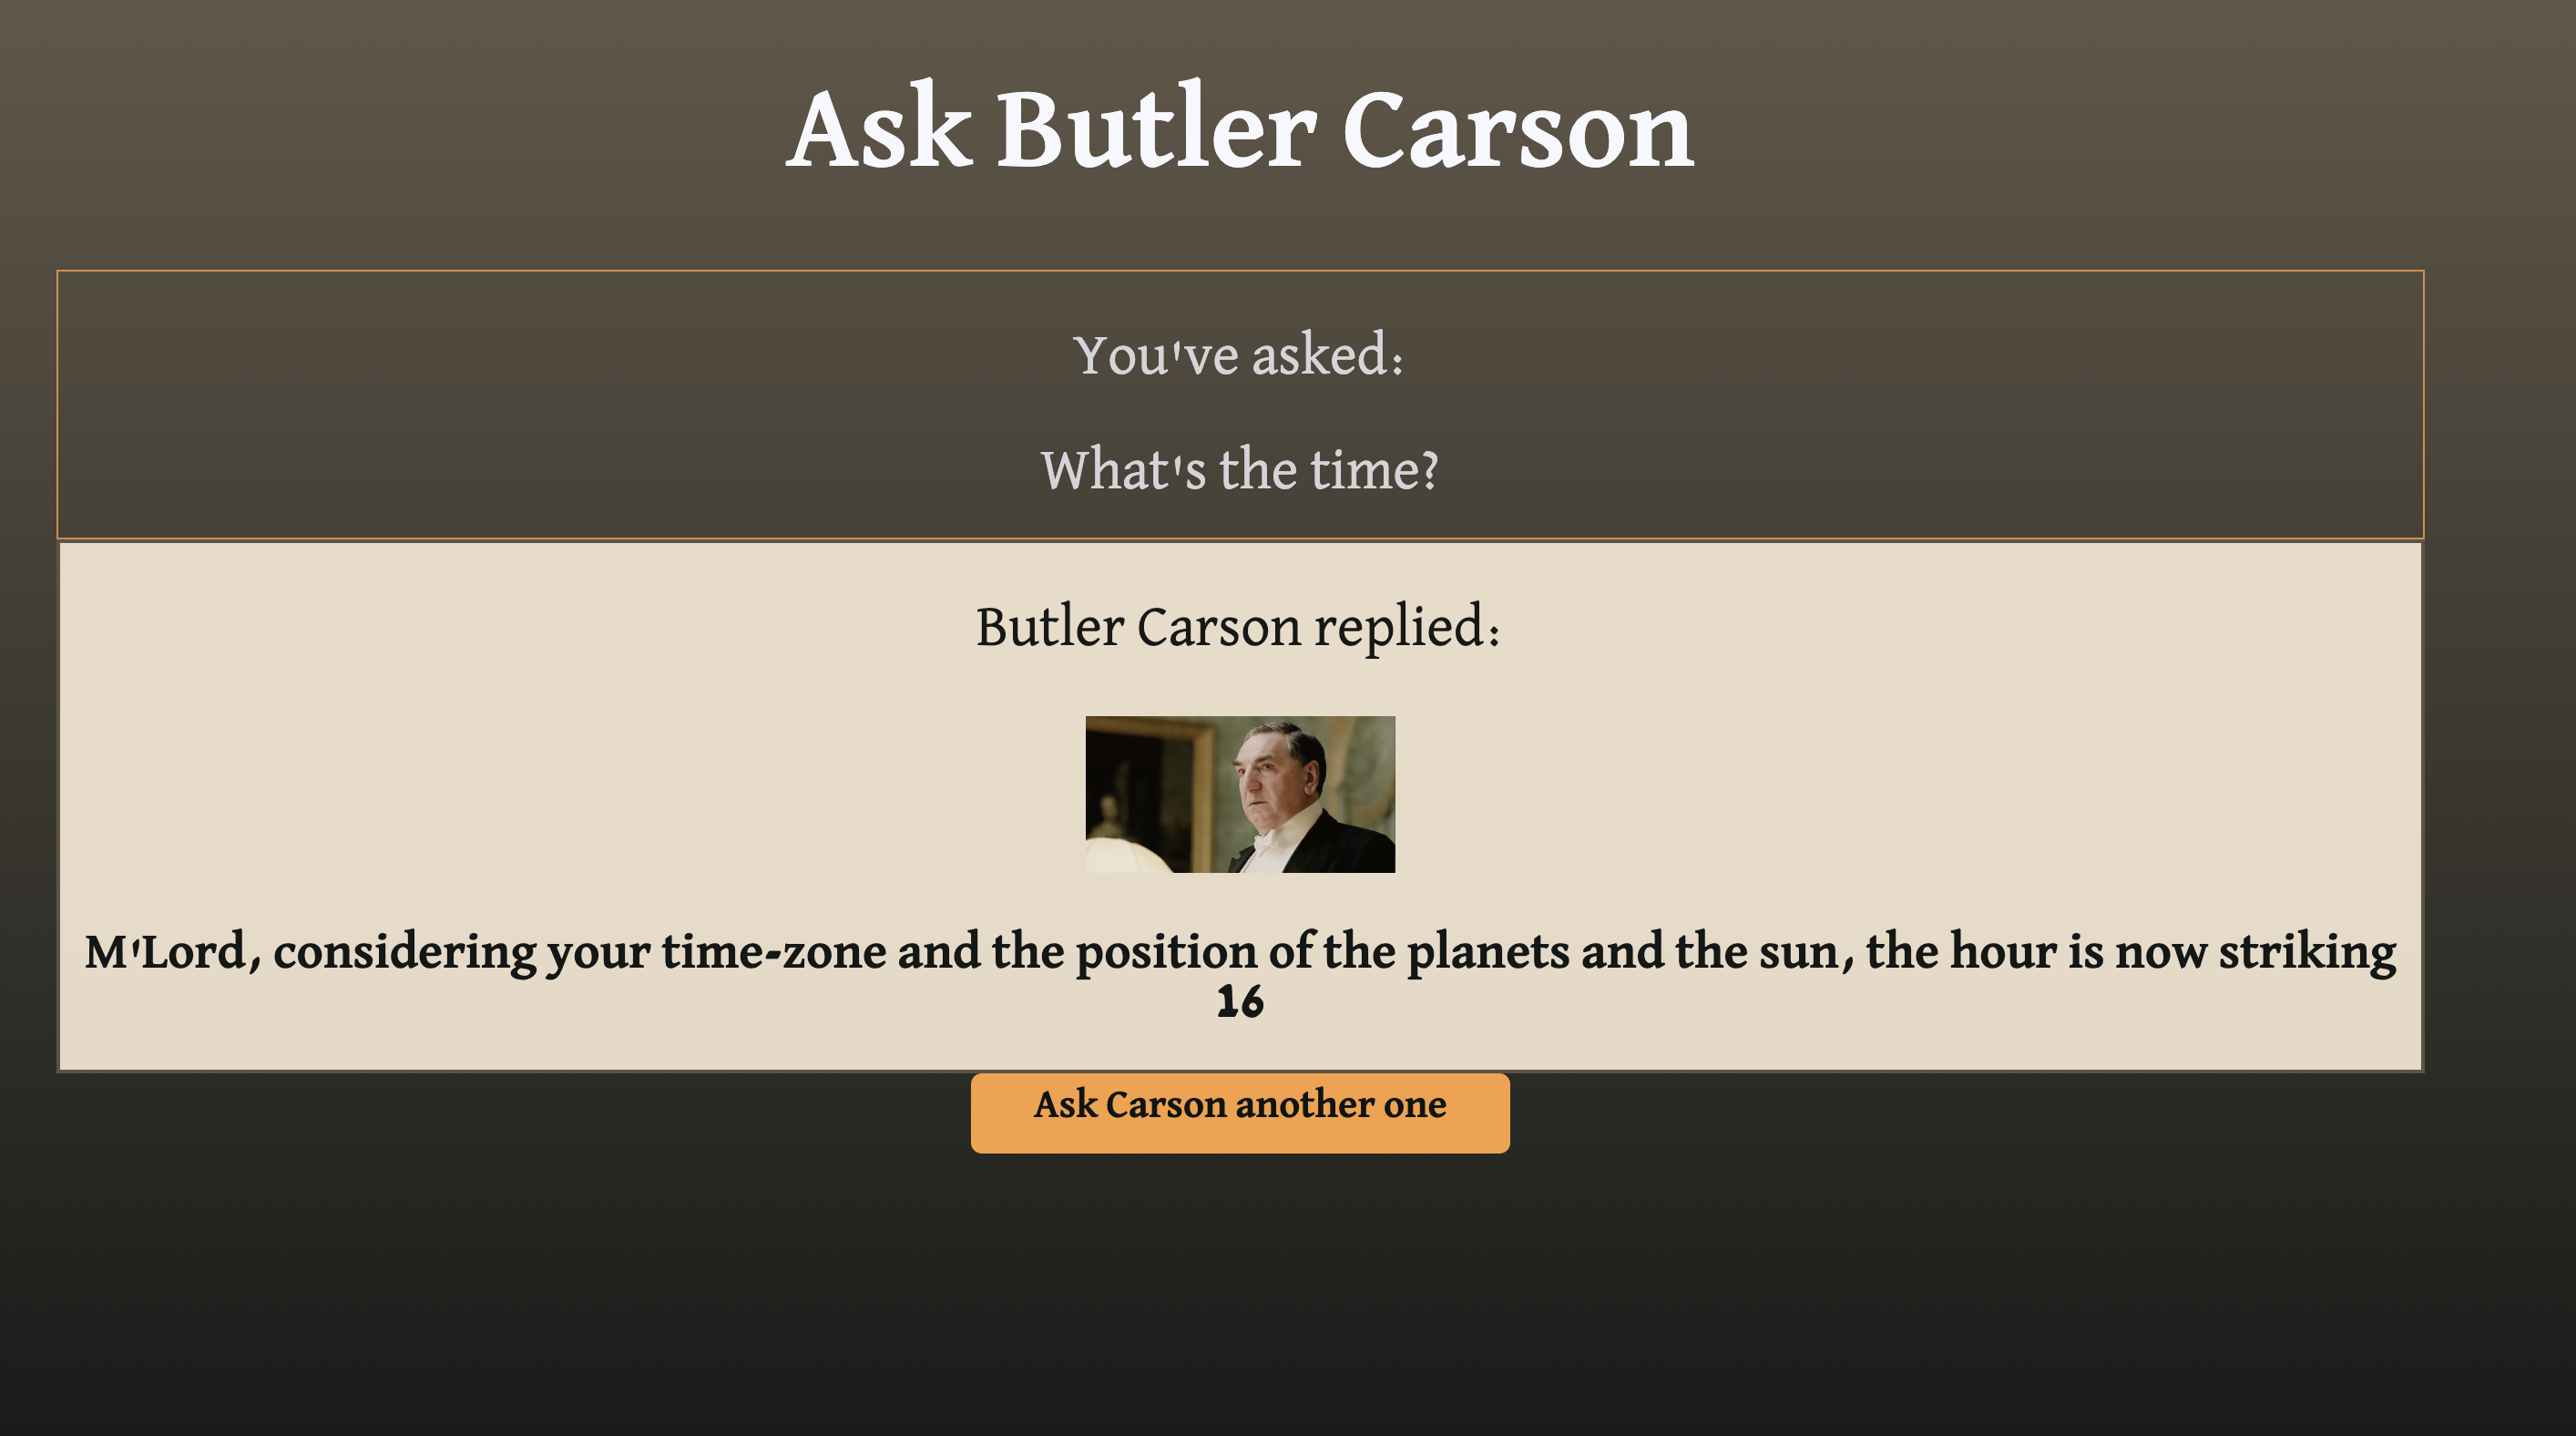 Ask Butler Carson
You've asked:
What's the time?
Butler Carson replied:
M'Lord, considering your time-zone and the position of the planets and the sun, the hour is now striking
16
Ask Carson another one